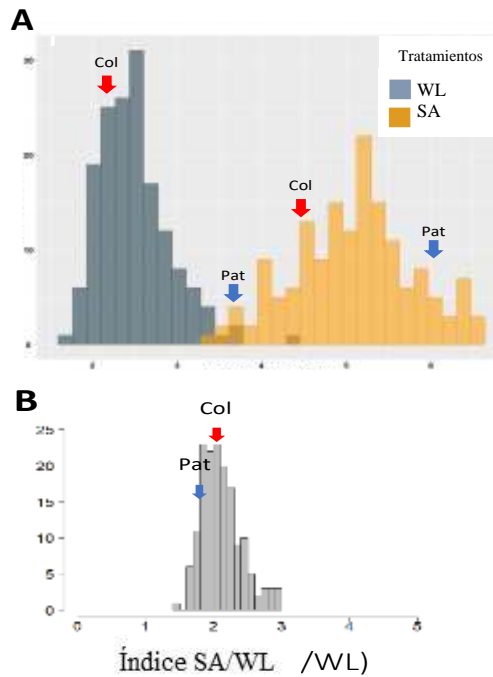 A
Tratamientos
WL
SA
Col
Col
Pat
Pat
B
Col
Pat
25
20
15
10
5
0
0 1 2 3 4 5
Índice SA/WL /WL)